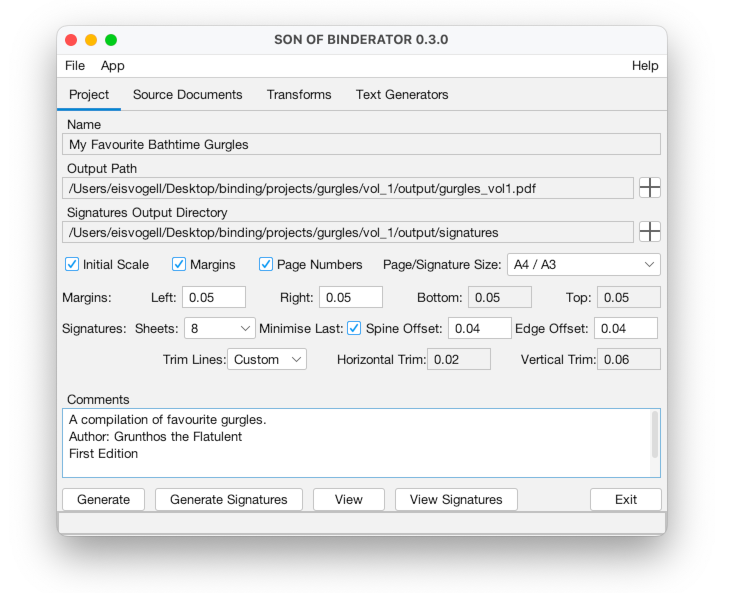 SON OF BINDERATOR 0.3.0
File App Help
Project Source Documents Transforms Text Generators
Name
My Favourite Bathtime Gurgles
Output Path
/Users/eisvogell/Desktop/binding/projects/gurgles/vol_1/output/gurgles_vol1.pdf
Signatures Output Directory
/Users/eisvogell/Desktop/binding/projects/gurgles/vol_1/output/signatures
Initial Scale Margins Page Numbers Page/Signature Size: A4 / A3
Margins: Left: 0.05 Right: 0.05 Bottom: 0.05 Top: 0.05
Signatures: Sheets: 8 Minimise Last: Spine Offset: 0.04 Edge Offset: 0.04
Trim Lines: Custom Horizontal Trim: 0.02 Vertical Trim: 0.06
Comments
A compilation of favourite gurgles.
Author: Grunthos the Flatulent
First Edition
Generate Generate Signatures View View Signatures Exit